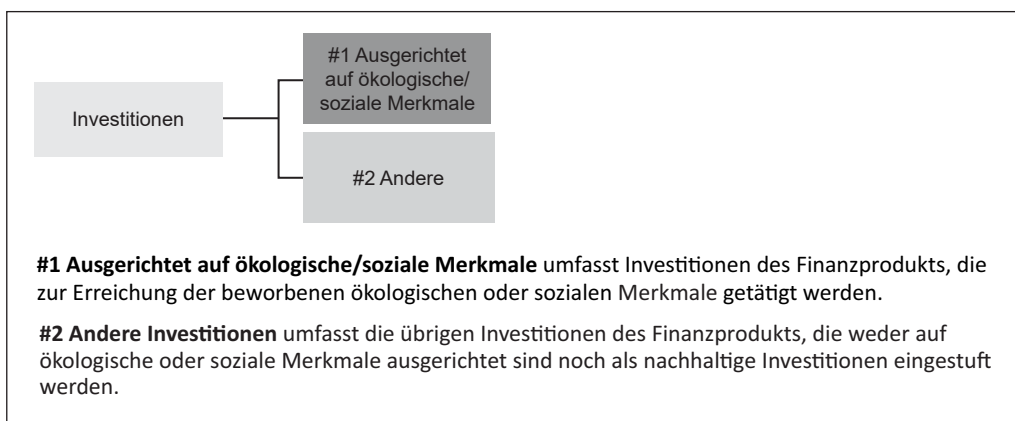 #1 Ausgerichtet
auf ökologische/
soziale Merkmale
Investitionen
#2 Andere
#1 Ausgerichtet auf ökologische/soziale Merkmale umfasst Investitionen des Finanzprodukts, die
zur Erreichung der beworbenen ökologischen oder sozialen Merkmale getätigt werden.
#2 Andere Investitionen umfasst die übrigen Investitionen des Finanzprodukts, die weder auf
ökologische oder soziale Merkmale ausgerichtet sind noch als nachhaltige Investitionen eingestuft
werden.